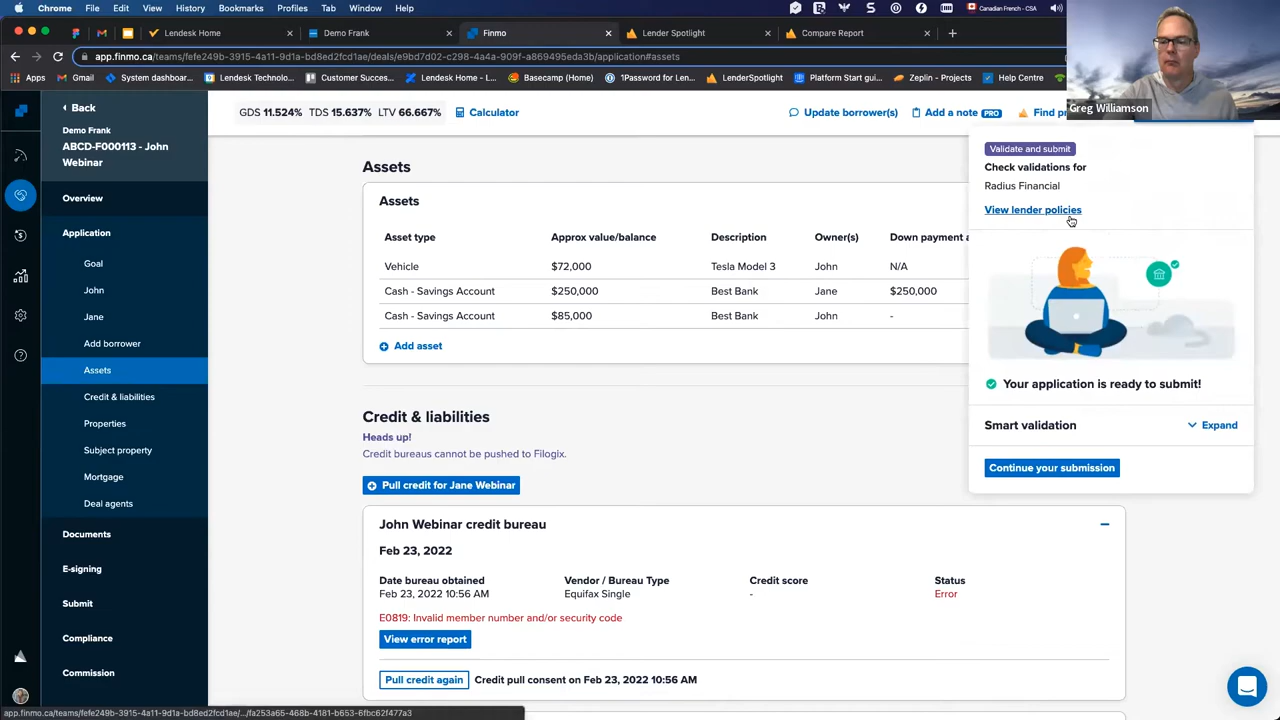 Chrome File Edit View History Bookmarks Profiles Tab Window Help
Canadian French - CSA
Lendesk Home
Demo Frank
Finmo
Lender Spotlight
Compare Report
app.finmo.ca/teams/fefe249b-3915-4a11-9d1a-bd8ed2fcd1ae/deals/e9bd7d02-c298-4a4a-909f-a869495eda3b/application#assets
Apps
Gmail
System dashboar...
Lendesk Technolo...
Customer Succes...
Lendesk Home - L...
Basecamp (Home)
1Password for Len...
LenderSpotlight
Platform Start gui...
Zeplin - Projects
Help Centre
Greg Williamson
Back
Demo Frank
ABCD-F000113 - John
Webinar
Overview
Application
Goal
John
Jane
Add borrower
Assets
Credit & liabilities
Properties
Subject property
Mortgage
Deal agents
Documents
E-signing
Submit
Compliance
Commission
GDS 11.524% TDS 15.637% LTV 66.667%
Calculator
Update borrower(s)
Add a note PRO
Find pr
Assets
Assets
Asset type Approx value/balance Description Owner(s) Down payment a
Vehicle $72,000 Tesla Model 3 John N/A
Cash - Savings Account $250,000 Best Bank Jane $250,000
Cash - Savings Account $85,000 Best Bank John -
Add asset
Credit & liabilities
Heads up!
Credit bureaus cannot be pushed to Filogix.
Pull credit for Jane Webinar
John Webinar credit bureau
Feb 23, 2022
Date bureau obtained Vendor / Bureau Type Credit score Status
Feb 23, 2022 10:56 AM Equifax Single - Error
E0819: Invalid member number and/or security code
View error report
Pull credit again Credit pull consent on Feb 23, 2022 10:56 AM
Validate and submit
Check validations for
Radius Financial
View lender policies
Your application is ready to submit!
Smart validation Expand
Continue your submission
app.finmo.ca/teams/fefe249b-3915-4a11-9d1a-bd8ed2fcd1ae/.../fa253a65-468b-4181-b653-6fbc62f477a3